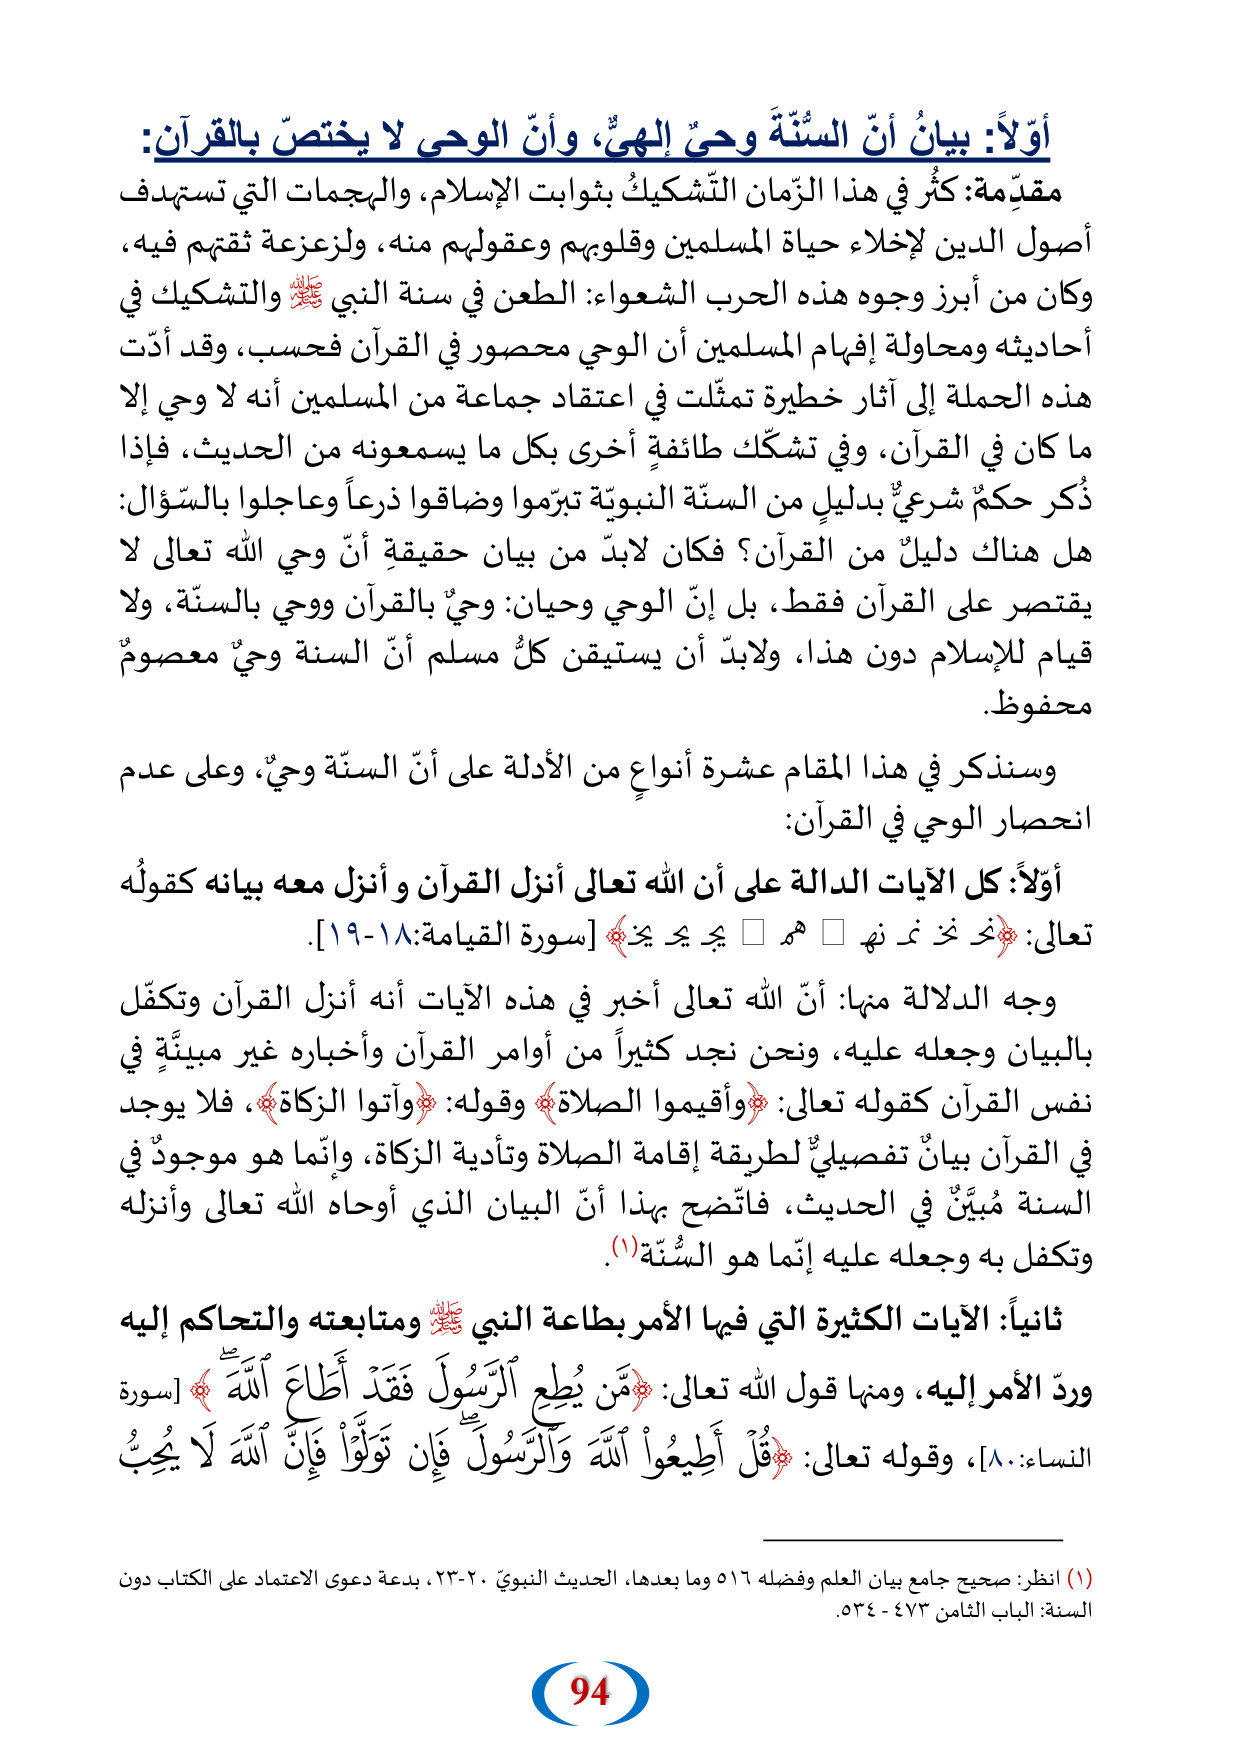 أوّلاً: بيانُ أنّ السُّنّةَ وحيٌ إلهيٌّ، وأنّ الوحي لا يختصّ بالقرآن:
مقدِّمة: كثُر في هذا الزّمان التّشكيكُ بثوابت الإسلام، والهجمات التي تستهدف
أصول الدين لإخلاء حياة المسلمين وقلوبهم وعقولهم منه، ولزعزعة ثقتهم فيه،
وكان من أبرز وجوه هذه الحرب الشعواء: الطعن في سنة النبي ﷺ والتشكيك في
أحاديثه ومحاولة إفهام المسلمين أن الوحي محصور في القرآن فحسب، وقد أدّت
هذه الحملة إلى آثار خطيرة تمثّلت في اعتقاد جماعة من المسلمين أنه لا وحي إلا
ما كان في القرآن، وفي تشكّك طائفةٍ أخرى بكل ما يسمعونه من الحديث، فإذا
ذُكر حكمٌ شرعيٌّ بدليلٍ من السنّة النبويّة تبرّموا وضاقوا ذرعاً وعاجلوا بالسّؤال:
هل هناك دليلٌ من القرآن؟ فكان لابدّ من بيان حقيقةِ أنّ وحي الله تعالى لا
يقتصر على القرآن فقط، بل إنّ الوحي وحيان: وحيٌ بالقرآن ووحي بالسنّة، ولا
قيام للإسلام دون هذا، ولابدّ أن يستيقن كلُّ مسلم أنّ السنة وحيٌ معصومٌ
محفوظ.
وسنذكر في هذا المقام عشرة أنواعٍ من الأدلة على أنّ السنّة وحيٌ، وعلى عدم
انحصار الوحي في القرآن:
أوّلاً: كل الآيات الدالة على أن الله تعالى أنزل القرآن و أنزل معه بيانه كقولُه
تعالى: ﴿نح نخ نم نه □ هم □ يج يح يخ﴾ [سورة القيامة:١٨-١٩].
وجه الدلالة منها: أنّ الله تعالى أخبر في هذه الآيات أنه أنزل القرآن وتكفّل
بالبيان وجعله عليه، ونحن نجد كثيراً من أوامر القرآن وأخباره غير مبينَّةٍ في
نفس القرآن كقوله تعالى: ﴿وأقيموا الصلاة﴾ وقوله: ﴿وآتوا الزكاة﴾، فلا يوجد
في القرآن بيانٌ تفصيليٌّ لطريقة إقامة الصلاة وتأدية الزكاة، وإنّما هو موجودٌ في
السنة مُبيَّنٌ في الحديث، فاتّضح بهذا أنّ البيان الذي أوحاه الله تعالى وأنزله
وتكفل به وجعله عليه إنّما هو السُّنّة(١).
ثانياً: الآيات الكثيرة التي فيها الأمر بطاعة النبي ﷺ ومتابعته والتحاكم إليه
وردّ الأمر إليه، ومنها قول الله تعالى: ﴿مَّن يُطِعِ ٱلرَّسُولَ فَقَدۡ أَطَاعَ ٱللَّهَۖ ﴾ [سورة
النساء:٨٠]، وقوله تعالى: ﴿قُلۡ أَطِيعُواْ ٱللَّهَ وَٱلرَّسُولَۖ فَإِن تَوَلَّوۡاْ فَإِنَّ ٱللَّهَ لَا يُحِبُّ
(١) انظر: صحيح جامع بيان العلم وفضله ٥١٦ وما بعدها، الحديث النبويّ ٢٠-٢٣، بدعة دعوى الاعتماد على الكتاب دون
السنة: الباب الثامن ٤٧٣ - ٥٣٤.
94